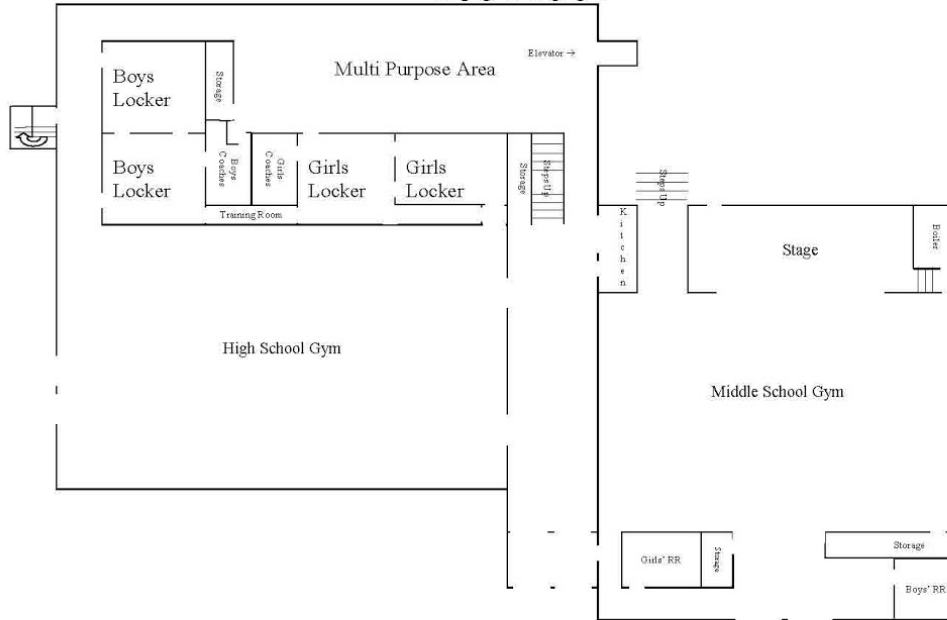 Elevator →
Multi Purpose Area
Boys
Locker
Storage
Boys
Locker
Boys
Coaches
Girls
Coaches
Girls
Locker
Girls
Locker
Storage
Steps Up
Steps Up
Training Room
Kitchen
Stage
Boiler
High School Gym
Middle School Gym
Girls' RR
Storage
Storage
Boys' RR